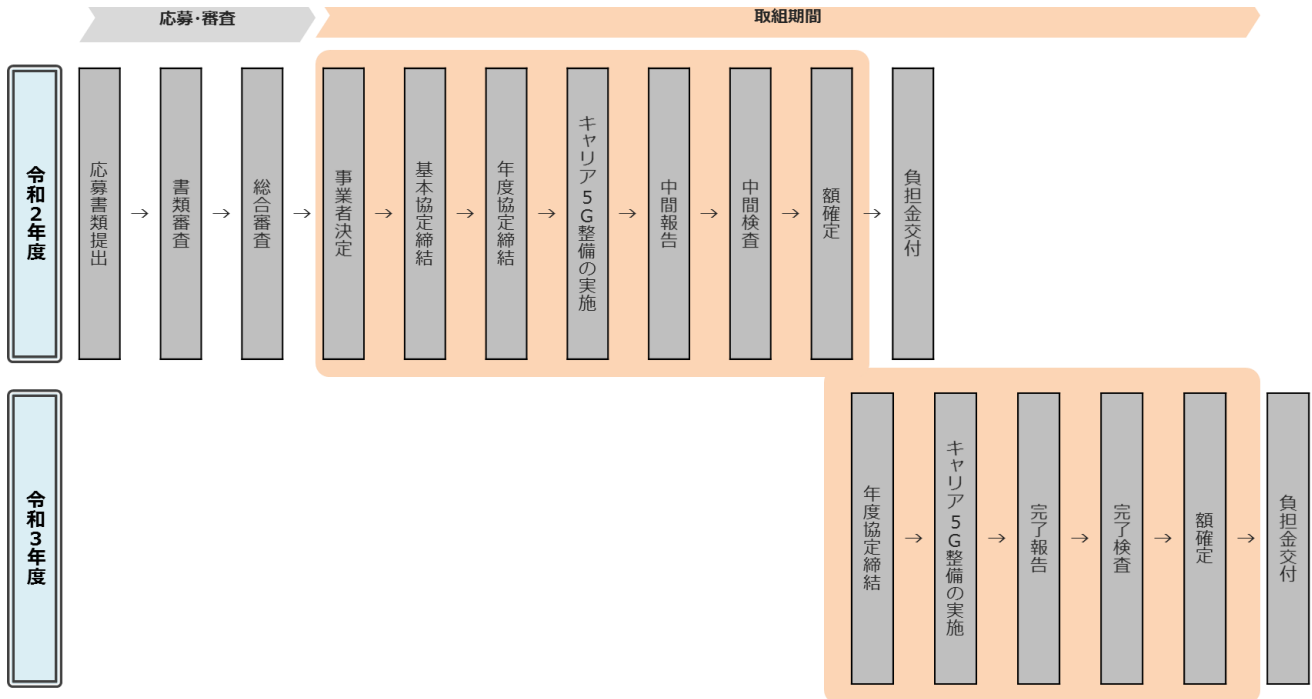 応募・審査
取組期間
令和2年度
応募書類提出
→
書類審査
→
総合審査
→
事業者決定
→
基本協定締結
→
年度協定締結
→
キャリア5G整備の実施
→
中間報告
→
中間検査
→
額確定
→
負担金交付
令和3年度
年度協定締結
→
キャリア5G整備の実施
→
完了報告
→
完了検査
→
額確定
→
負担金交付